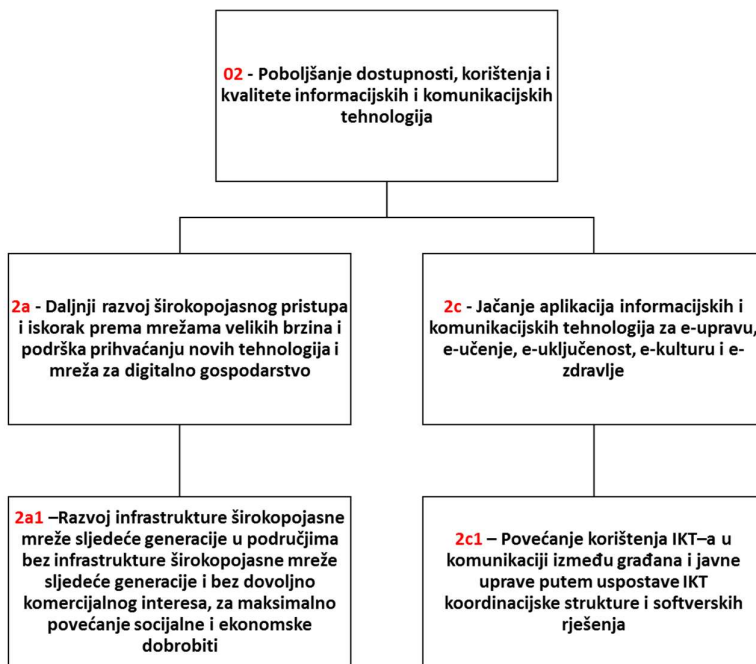 02 - Poboljšanje dostupnosti, korištenja i
kvalitete informacijskih i komunikacijskih
tehnologija
2a - Daljnji razvoj širokopojasnog pristupa
i iskorak prema mrežama velikih brzina i
podrška prihvaćanju novih tehnologija i
mreža za digitalno gospodarstvo
2c - Jačanje aplikacija informacijskih i
komunikacijskih tehnologija za e-upravu,
e-učenje, e-uključenost, e-kulturu i e-
zdravlje
2a1 –Razvoj infrastrukture širokopojasne
mreže sljedeće generacije u područjima
bez infrastrukture širokopojasne mreže
sljedeće generacije i bez dovoljno
komercijalnog interesa, za maksimalno
povećanje socijalne i ekonomske
dobrobiti
2c1 – Povećanje korištenja IKT–a u
komunikaciji između građana i javne
uprave putem uspostave IKT
koordinacijske strukture i softverskih
rješenja